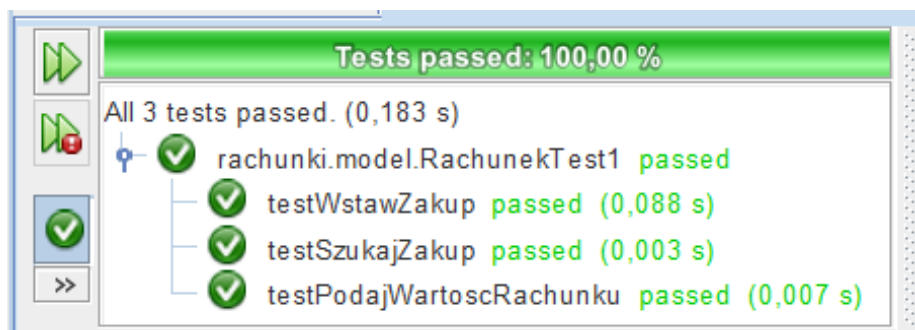 Tests passed: 100,00 %
All 3 tests passed. (0,183 s)
rachunki.model.RachunekTest1 passed
testWstawZakup passed (0,088 s)
testSzukajZakup passed (0,003 s)
testPodajWartoscRachunku passed (0,007 s)